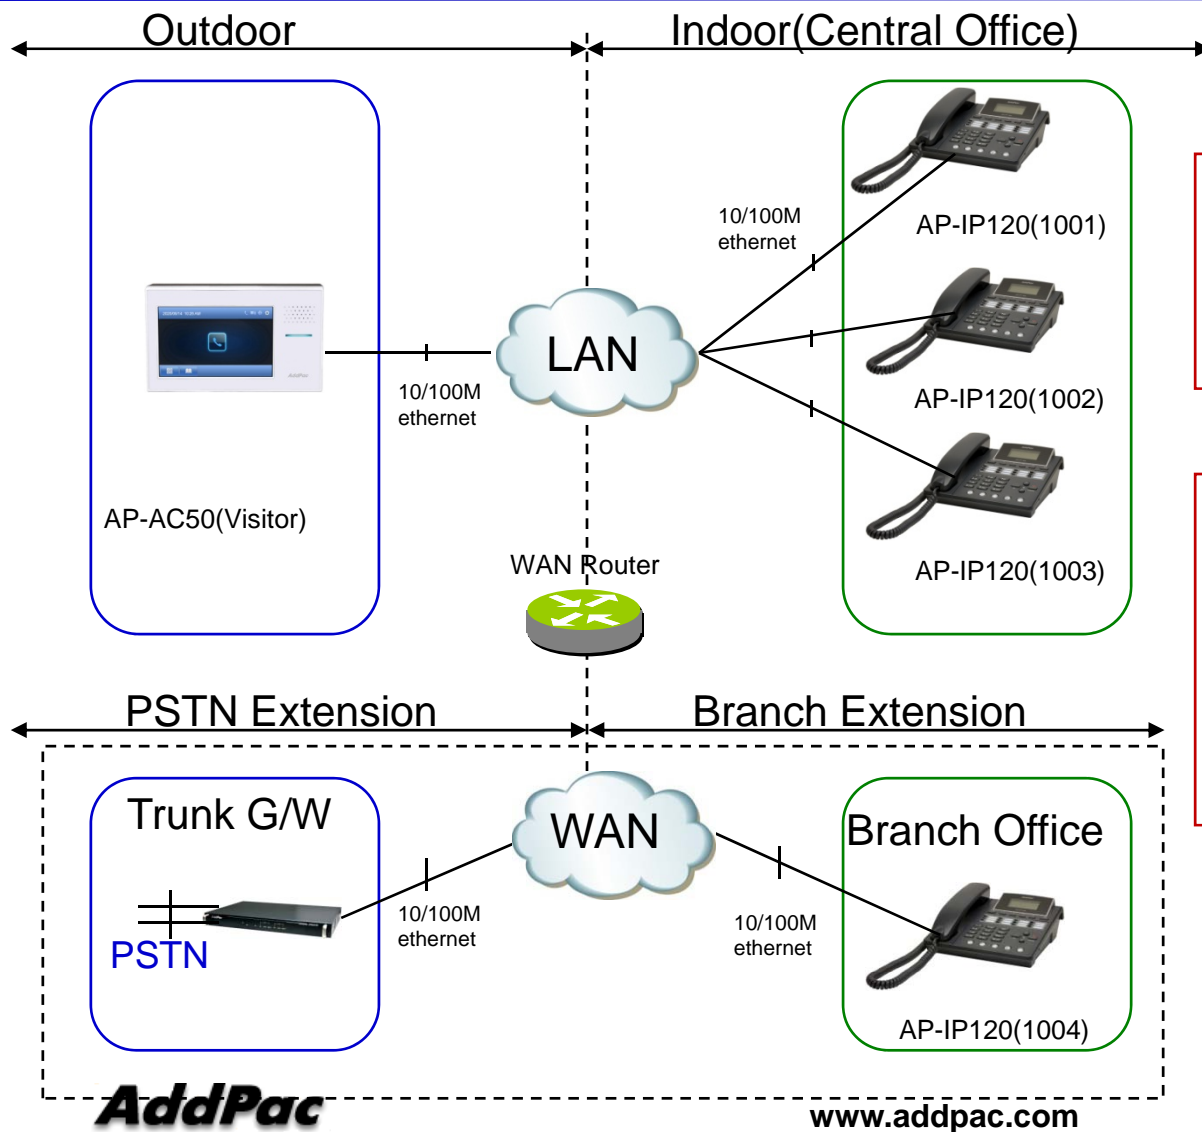 Outdoor
Indoor(Central Office)
10/100M
ethernet
AP-IP120(1001)
LAN
10/100M
ethernet
AP-IP120(1002)
AP-AC50(Visitor)
WAN Router
AP-IP120(1003)
PSTN Extension
Branch Extension
Trunk G/W
WAN
Branch Office
10/100M
ethernet
10/100M
ethernet
PSTN
AP-IP120(1004)
AddPac
www.addpac.com